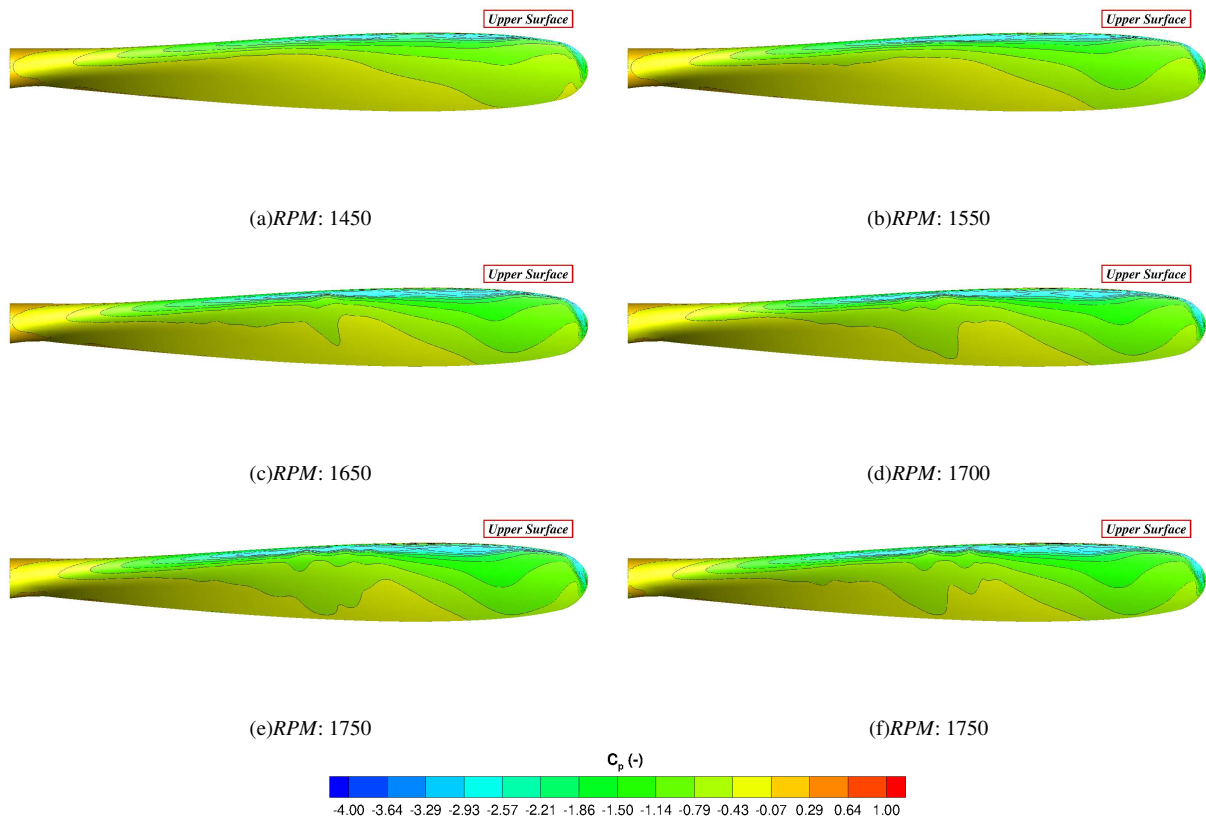 Upper Surface
Upper Surface
(a)RPM: 1450
(b)RPM: 1550
Upper Surface
Upper Surface
(c)RPM: 1650
(d)RPM: 1700
Upper Surface
Upper Surface
(e)RPM: 1750
(f)RPM: 1750
Cp (-)
-4.00 -3.64 -3.29 -2.93 -2.57 -2.21 -1.86 -1.50 -1.14 -0.79 -0.43 -0.07 0.29 0.64 1.00